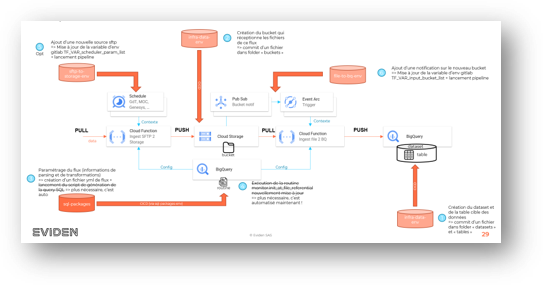 Ajout d'une nouvelle source sftp
=> Mise à jour de la variable d'env
gitlab TF_VAR_scheduler_param_list
+ lancement pipeline
Opt
Création du bucket qui
réceptionne les fichiers
de ce flux
=> commit d'un fichier
dans folder « buckets »
Ajout d'une notification sur le nouveau bucket
=> Mise à jour de la variable d'env gitlab
TF_VAR_input_bucket_list + lancement pipeline
Schedule
Pub Sub
Bucket notif
Event Arc
Trigger
Connexe
Connexe
PULL
Cloud Function
Ingest SFTP 2
Storage
PUSH
Cloud Storage
bucket
PULL
Cloud Function
Ingest file 2 BQ
PUSH
BigQuery
dataset
table
Config
BigQuery
routine
Config
Paramétrage du flux (informations de
parsing et de transformations)
=> création d'un fichier yml de flux +
lancement du script de génération de
la query SQL => plus nécessaire, c'est
auto
sql-packages
Exécution de la routine
nouvellement mise à jour
=> plus nécessaire, c'est
automatisé maintenant !
Création du dataset et
de la table cible des
données
=> commit d'un fichier
dans folder « datasets »
et « tables »
EVIDEN
29